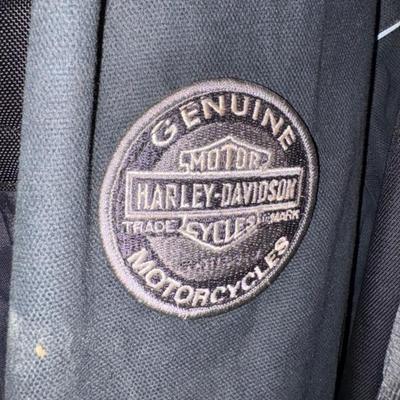 GENUINE
MOTOR
HARLEY-DAVIDSON
TRADE CYCLES MARK
MOTORCYCLES